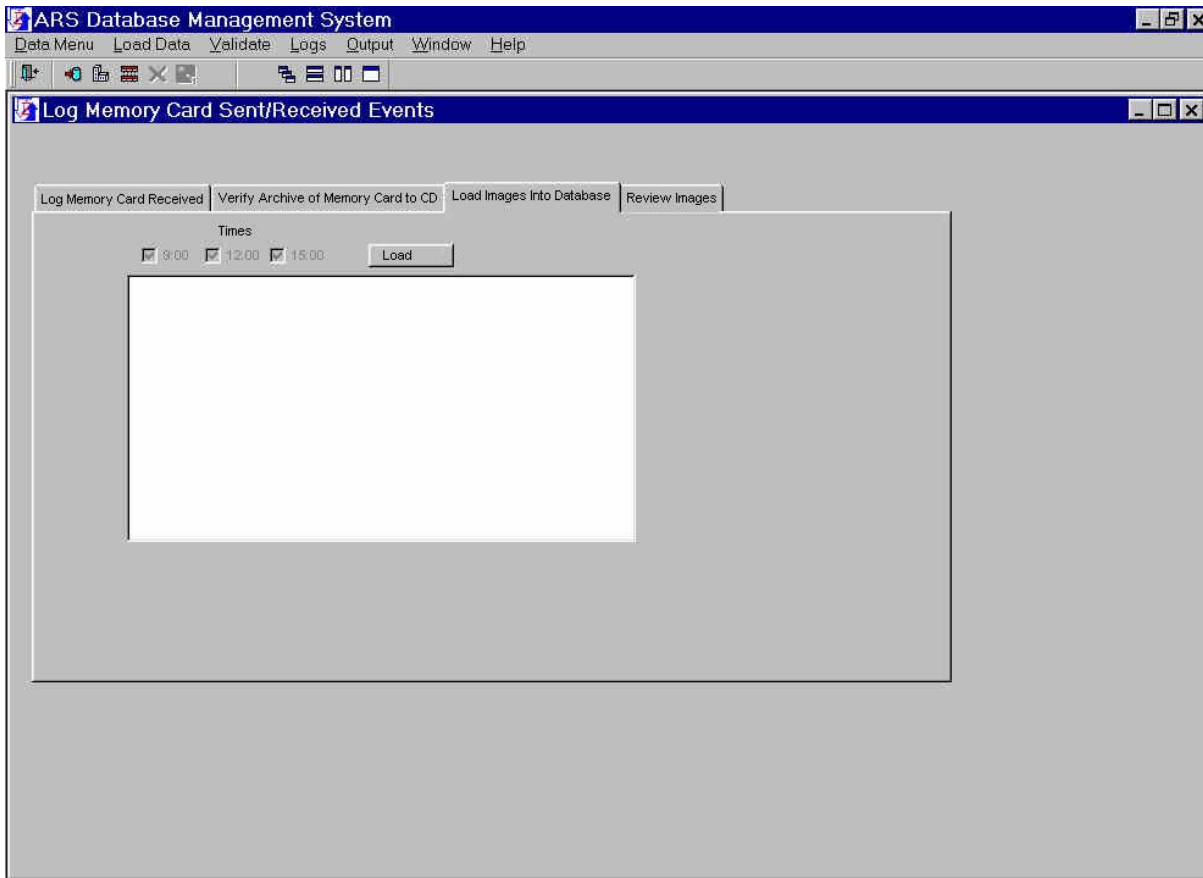 ARS Database Management System
Data Menu Load Data Validate Logs Output Window Help
Log Memory Card Sent/Received Events
Log Memory Card Received Verify Archive of Memory Card to CD Load Images Into Database Review Images
Times
9:00 12:00 15:00 Load